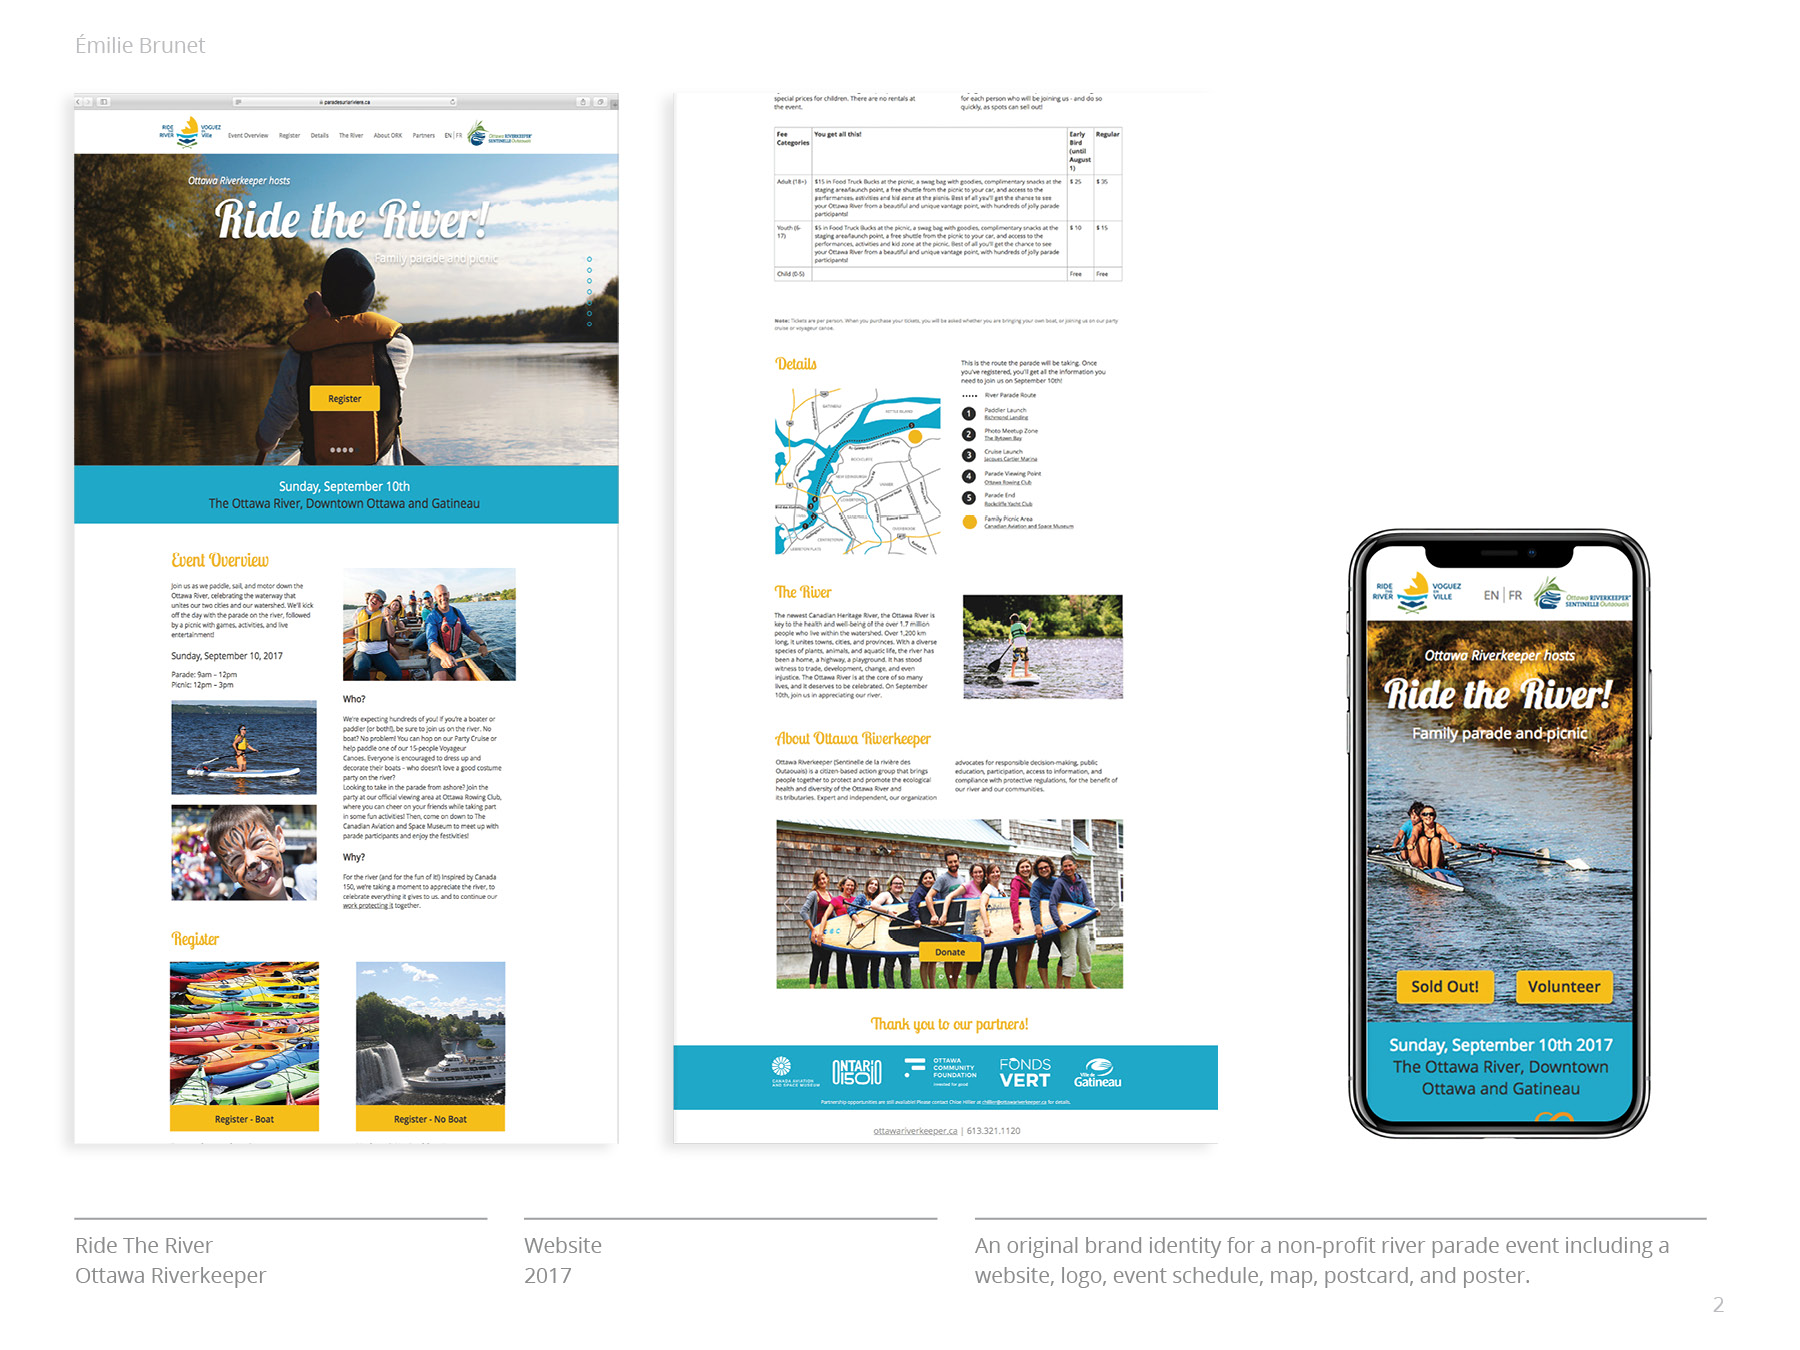 Émilie Brunet
paradesurlariviere.ca
RIDE THE RIVER
VOGUEZ EN Ville
Event Overview Register Details The River About ORK Partners EN | FR
Ottawa RIVERKEEPER®
SENTINELLE Outaouais
Ottawa Riverkeeper hosts
Ride the River!
Family parade and picnic
Register
Sunday, September 10th
The Ottawa River, Downtown Ottawa and Gatineau
Event Overview
Join us as we paddle, sail, and motor down the
Ottawa River, celebrating the waterway that
unites our two cities and our watershed. We'll kick
off the day with the parade on the river, followed
by a picnic with games, activities, and live
entertainment!
Sunday, September 10, 2017
Parade: 9am – 12pm
Picnic: 12pm – 3pm
Who?
We're expecting hundreds of you! If you're a boater or
paddler (or both!), be sure to join us on the river. No
boat? No problem! You can hop on our Party Cruise or
help paddle one of our 15-people Voyageur
Canoes. Everyone is encouraged to dress up and
decorate their boats – who doesn't love a good costume
party on the river?
Looking to take in the parade from ashore? Join the
party at our official viewing area at Ottawa Rowing Club,
where you can cheer on your friends while taking part
in some fun activities! Then, come on down to The
Canadian Aviation and Space Museum to meet up with
parade participants and enjoy the festivities!
Why?
For the river (and for the fun of it!) Inspired by Canada
150, we're taking a moment to appreciate the river, to
celebrate everything it gives to us, and to continue our
work protecting it together.
Register
Register - Boat
Register - No Boat
special prices for children. There are no rentals at
the event.
for each person who will be joining us - and do so
quickly, as spots can sell out!
Fee Categories
You get all this!
Early Bird (until August 1)
Regular
Adult (18+)
$15 in Food Truck Bucks at the picnic, a swag bag with goodies, complimentary snacks at the
staging area/launch point, a free shuttle from the picnic to your car, and access to the
performances, activities and kid zone at the picnic. Best of all you'll get the chance to see
your Ottawa River from a beautiful and unique vantage point, with hundreds of jolly parade
participants!
$ 25
$ 35
Youth (6-17)
$5 in Food Truck Bucks at the picnic, a swag bag with goodies, complimentary snacks at the
staging area/launch point, a free shuttle from the picnic to your car, and access to the
performances, activities and kid zone at the picnic. Best of all you'll get the chance to see
your Ottawa River from a beautiful and unique vantage point, with hundreds of jolly parade
participants!
$ 10
$ 15
Child (0-5)
Free
Free
Note: Tickets are per person. When you purchase your tickets, you will be asked whether you are bringing your own boat, or joining us on our party
cruise or voyageur canoe.
Details
This is the route the parade will be taking. Once
you've registered, you'll get all the information you
need to join us on September 10th!
River Parade Route
1 Paddler Launch
Richmond Landing
2 Photo Meetup Zone
The Bytown Bay
3 Cruise Launch
Jacques Cartier Marina
4 Parade Viewing Point
Ottawa Rowing Club
5 Parade End
Rockcliffe Yacht Club
Family Picnic Area
Canadian Aviation and Space Museum
GATINEAU
KETTLE ISLAND
ROCKCLIFFE
NEW EDINBURGH
VANIER
CENTRETOWN
The River
The newest Canadian Heritage River, the Ottawa River is
key to the health and well-being of the over 1.7 million
people who live within the watershed. Over 1,200 km
long, it unites towns, cities, and provinces. With a diverse
species of plants, animals, and aquatic life, the river has
been a home, a highway, a playground. It has stood
witness to trade, development, change, and even
injustice. The Ottawa River is at the core of so many
lives, and it deserves to be celebrated. On September
10th, join us in appreciating our river.
About Ottawa Riverkeeper
Ottawa Riverkeeper (Sentinelle de la rivière des
Outaouais) is a citizen based action group that brings
people together to protect and promote the ecological
health and diversity of the Ottawa River and
its tributaries. Expert and independent, our organization
advocates for responsible decision-making, public
education, participation, access to information, and
compliance with protective regulations, for the benefit of
our river and our communities.
Donate
Thank you to our partners!
CANADA AVIATION
AND SPACE MUSEUM
ONTARIO
150
OTTAWA
COMMUNITY
FOUNDATION
invested for good
FONDS
VERT
Ville de
Gatineau
Partnership opportunities are still available! Please contact Chloe Hillier at chillier@ottawariverkeeper.ca for details.
ottawariverkeeper.ca | 613.321.1120
RIDE THE RIVER
VOGUEZ EN VILLE
EN | FR
Ottawa RIVERKEEPER®
SENTINELLE Outaouais
Ottawa Riverkeeper hosts
Ride the River!
Family parade and picnic
Sold Out!
Volunteer
Sunday, September 10th 2017
The Ottawa River, Downtown
Ottawa and Gatineau
Ride The River
Ottawa Riverkeeper
Website
2017
An original brand identity for a non-profit river parade event including a
website, logo, event schedule, map, postcard, and poster.
2